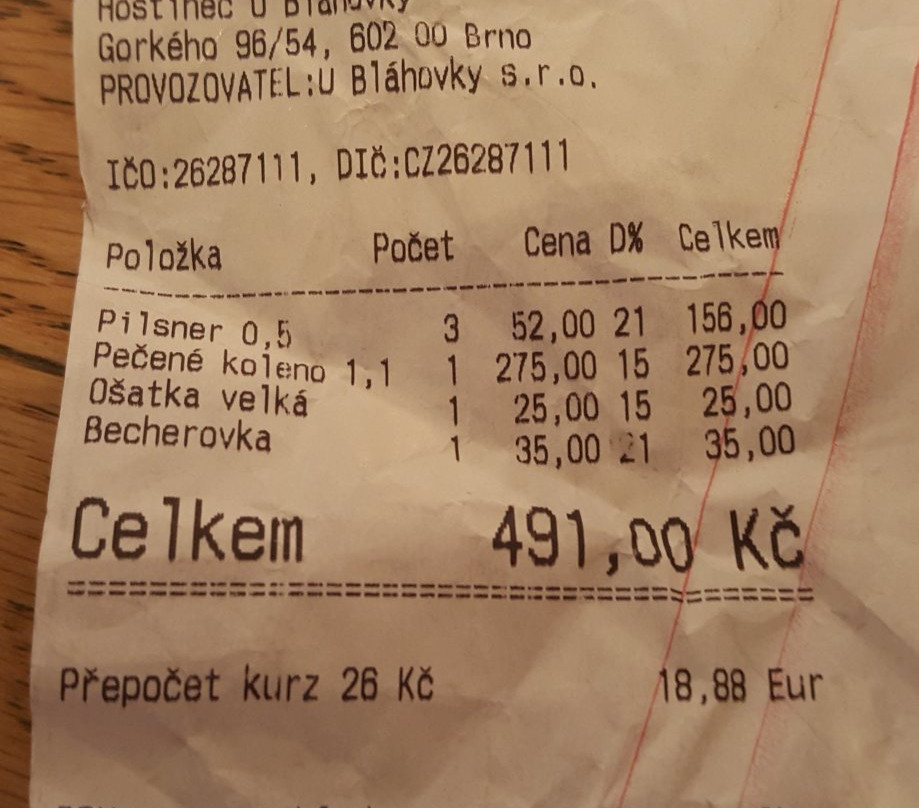 Hostinec U Bláhovky
Gorkého 96/54, 602 00 Brno
PROVOZOVATEL:U Bláhovky s.r.o.
IČO:26287111, DIČ:CZ26287111
Položka Počet Cena D% Celkem
Pilsner 0,5 3 52,00 21 156,00
Pečené koleno 1,1 1 275,00 15 275,00
Ošatka velká 1 25,00 15 25,00
Becherovka 1 35,00 21 35,00
Celkem 491,00 Kč
Přepočet kurz 26 Kč 18,88 Eur